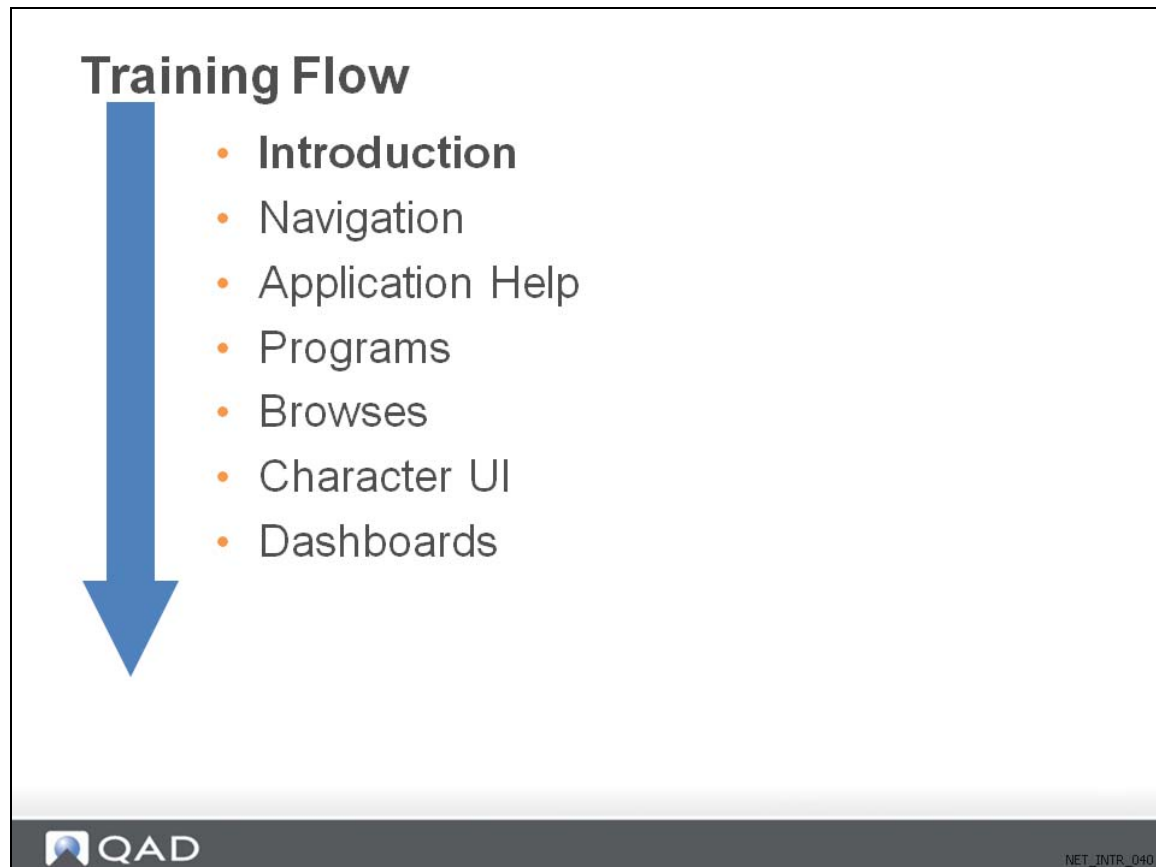 Training Flow
• Introduction
• Navigation
• Application Help
• Programs
• Browses
• Character UI
• Dashboards
QAD
NET_INTR_040